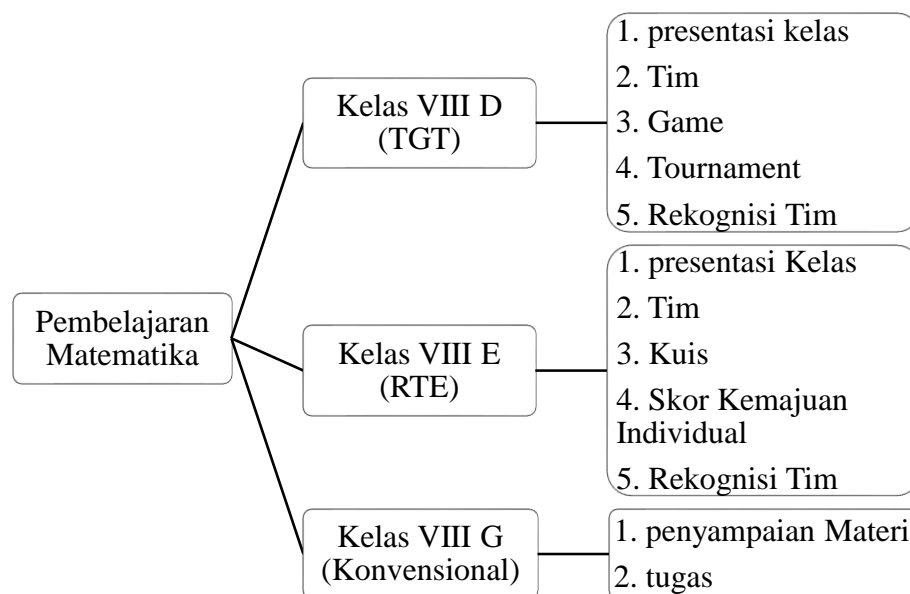 Pembelajaran
Matematika
Kelas VIII D
(TGT)
1. presentasi kelas
2. Tim
3. Game
4. Tournament
5. Rekognisi Tim
Kelas VIII E
(RTE)
1. presentasi Kelas
2. Tim
3. Kuis
4. Skor Kemajuan
Individual
5. Rekognisi Tim
Kelas VIII G
(Konvensional)
1. penyampaian Materi
2. tugas